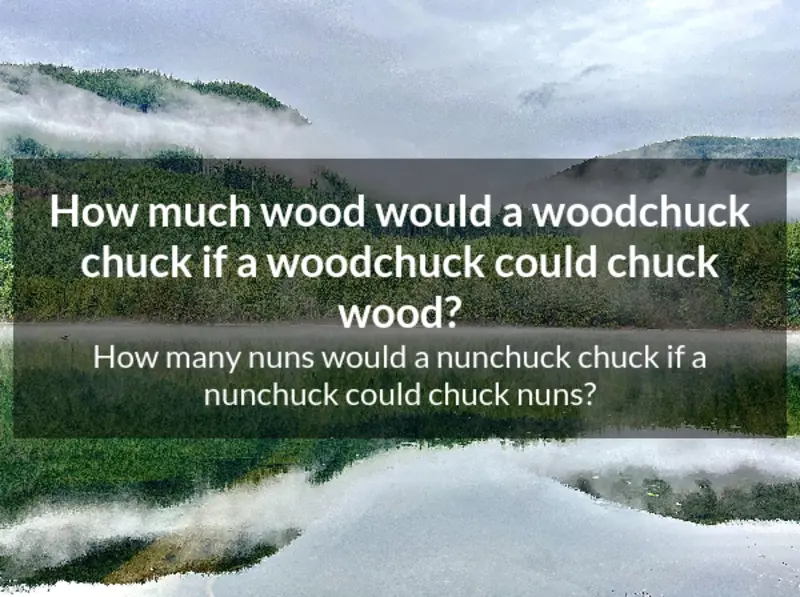 How much wood would a woodchuck
chuck if a woodchuck could chuck
wood?
How many nuns would a nunchuck chuck if a
nunchuck could chuck nuns?